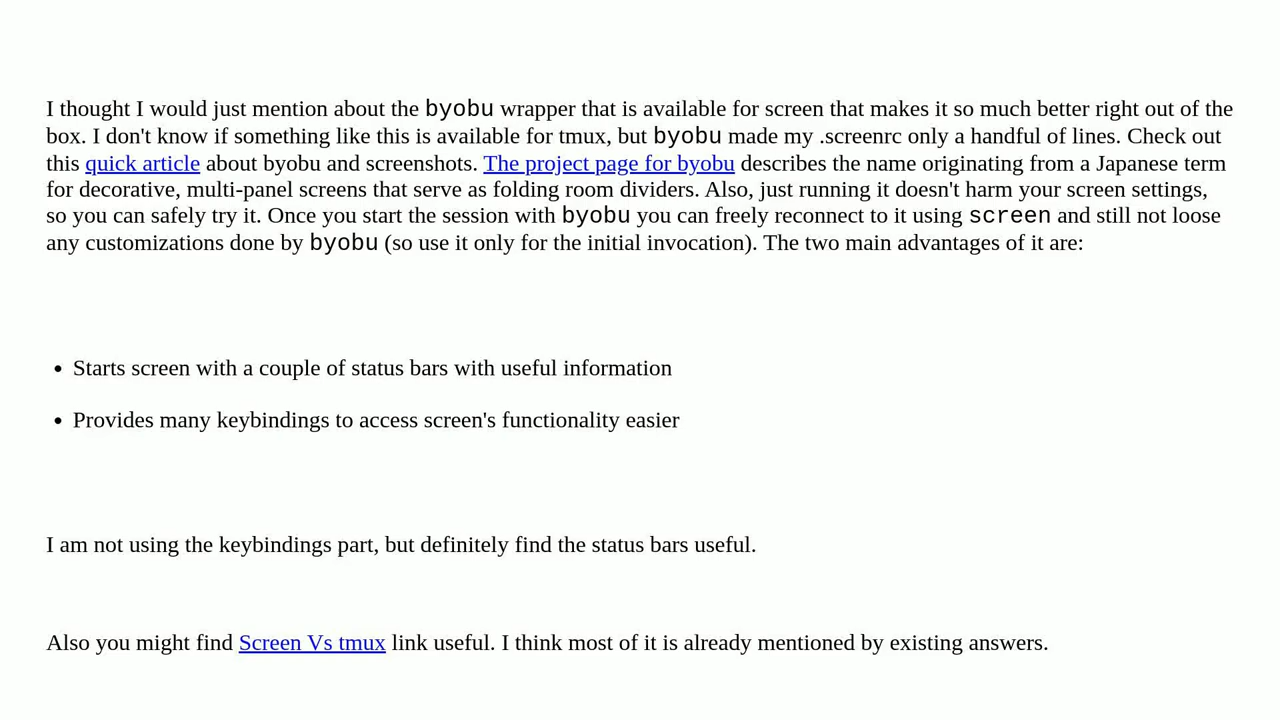 I thought I would just mention about the byobu wrapper that is available for screen that makes it so much better right out of the
box. I don't know if something like this is available for tmux, but byobu made my .screenrc only a handful of lines. Check out
this quick article about byobu and screenshots. The project page for byobu describes the name originating from a Japanese term
for decorative, multi-panel screens that serve as folding room dividers. Also, just running it doesn't harm your screen settings,
so you can safely try it. Once you start the session with byobu you can freely reconnect to it using screen and still not loose
any customizations done by byobu (so use it only for the initial invocation). The two main advantages of it are:
• Starts screen with a couple of status bars with useful information
• Provides many keybindings to access screen's functionality easier
I am not using the keybindings part, but definitely find the status bars useful.
Also you might find Screen Vs tmux link useful. I think most of it is already mentioned by existing answers.